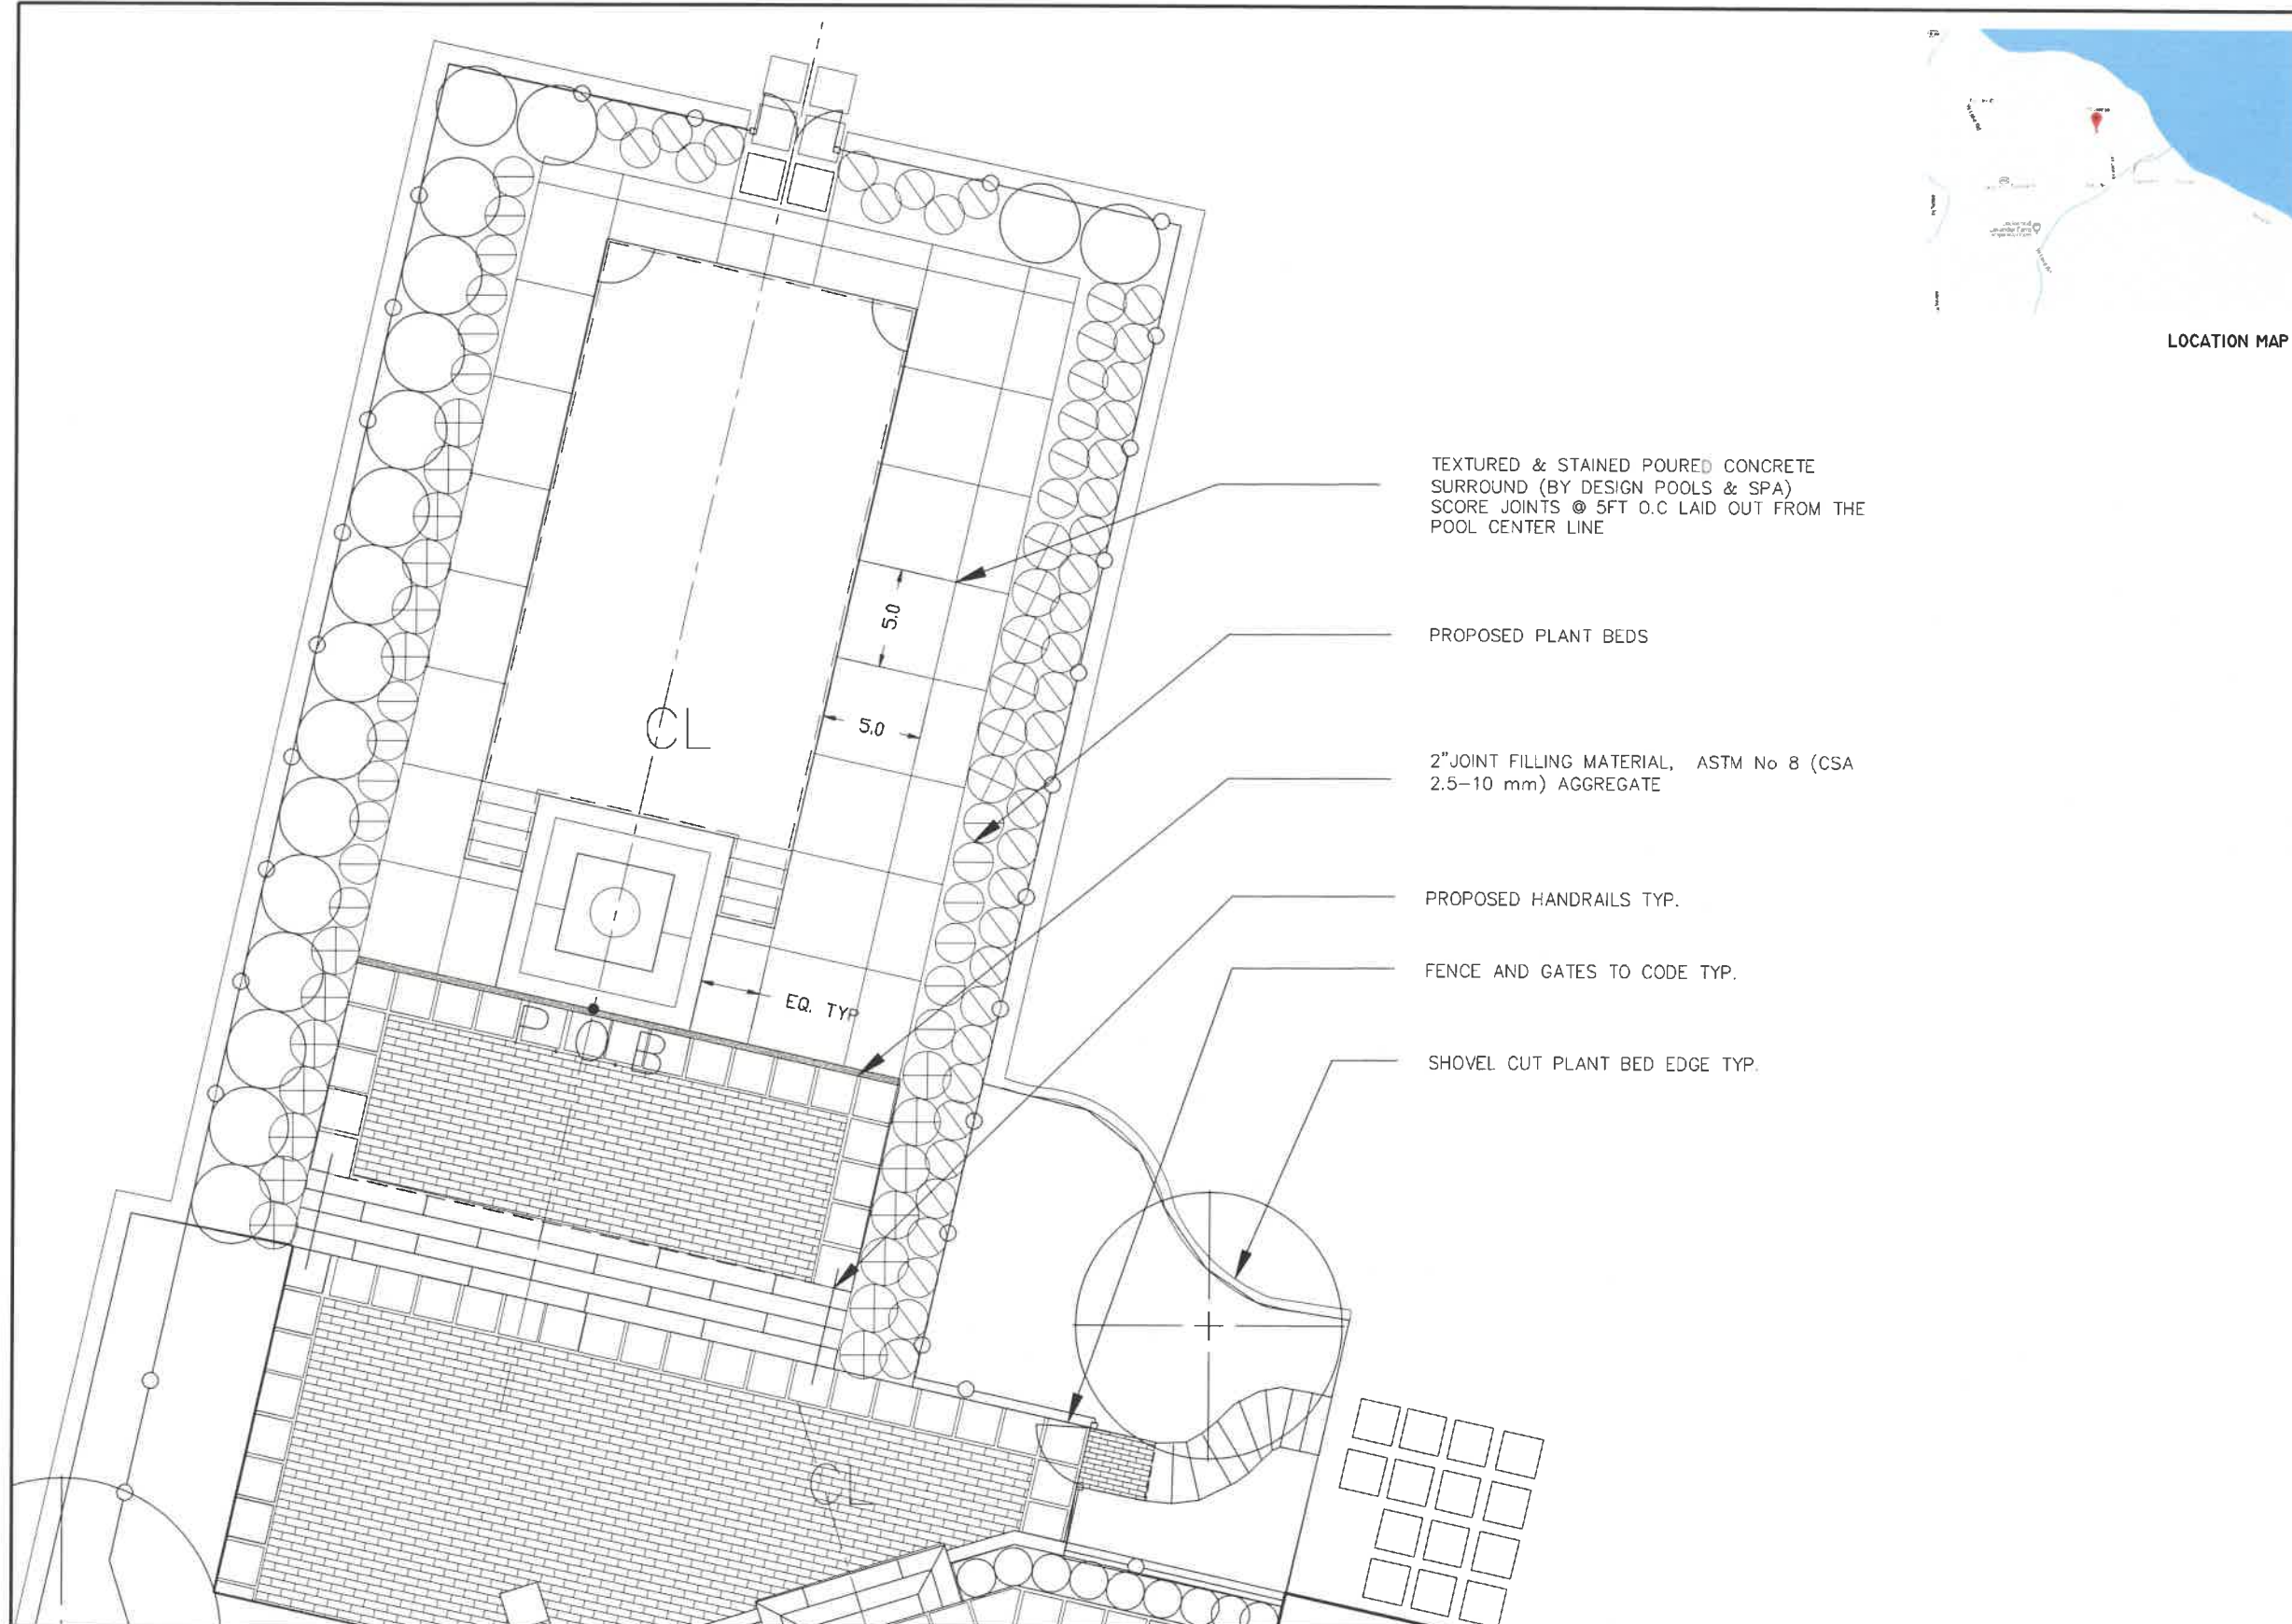 LOCATION MAP
TEXTURED & STAINED POURED CONCRETE
SURROUND (BY DESIGN POOLS & SPA)
SCORE JOINTS @ 5FT O.C LAID OUT FROM THE
POOL CENTER LINE
5.0
PROPOSED PLANT BEDS
CL
5.0
2" JOINT FILLING MATERIAL, ASTM No 8 (CSA
2.5-10 mm) AGGREGATE
PROPOSED HANDRAILS TYP.
FENCE AND GATES TO CODE TYP.
EQ. TYP
P.O.B
SHOVEL CUT PLANT BED EDGE TYP.
CL